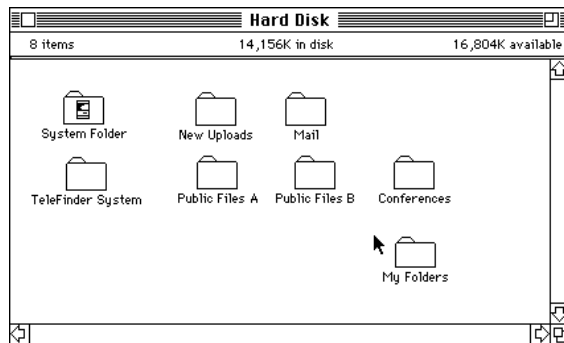 Hard Disk
8 items 14,156K in disk 16,804K available
System Folder New Uploads Mail
TeleFinder System Public Files A Public Files B Conferences
My Folders